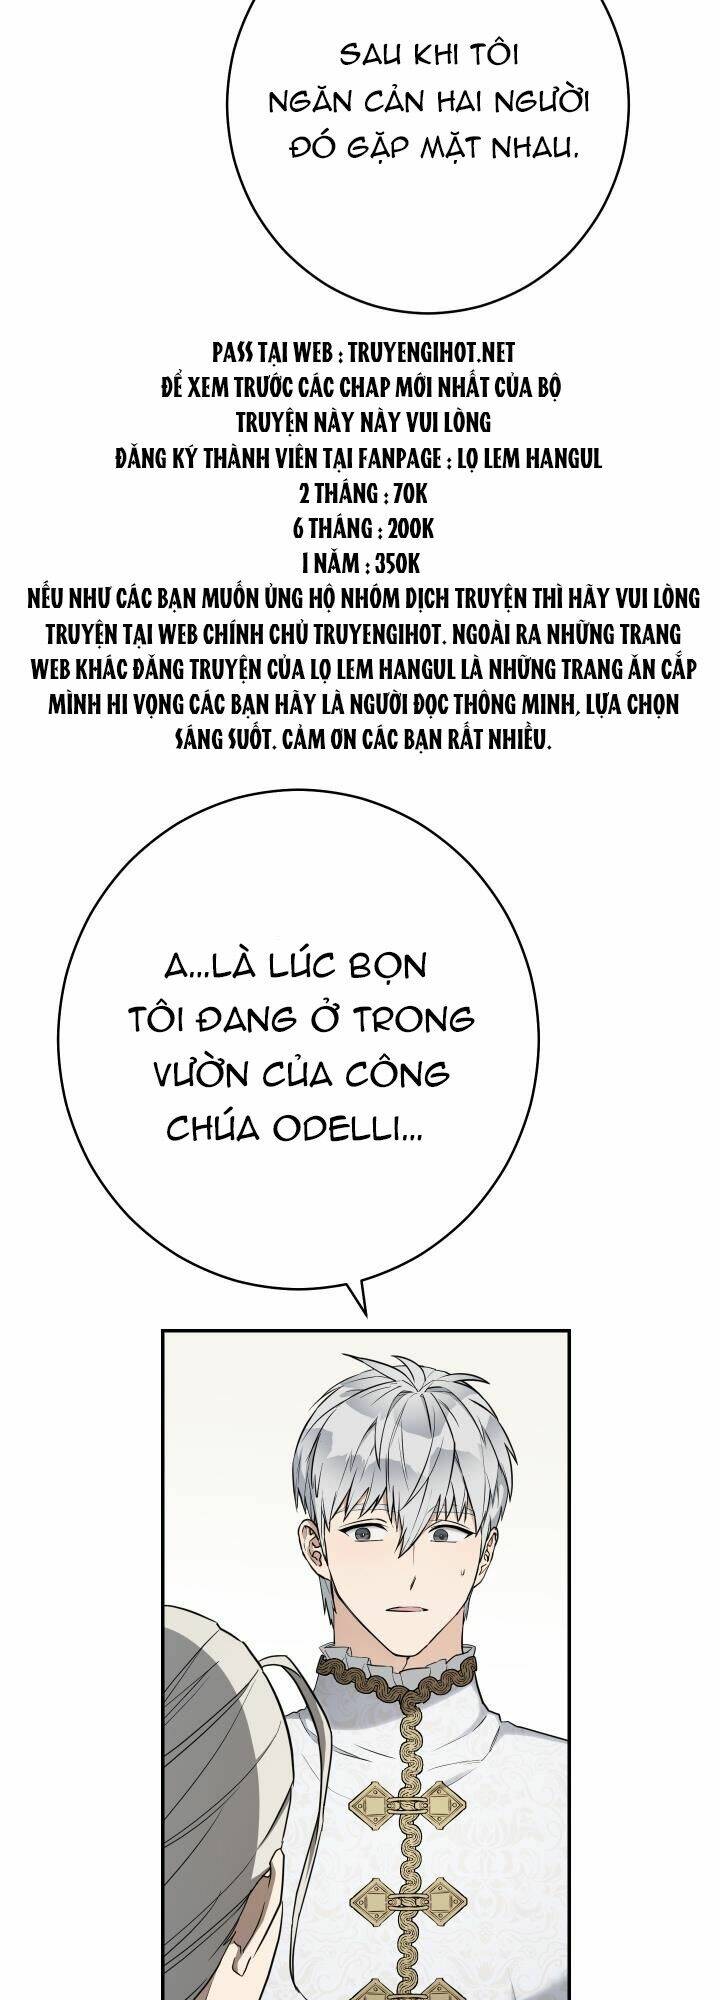 SAU KHI TÔI
NGĂN CẢN HAI NGƯỜI
ĐÓ GẶP MẶT NHAU.
PASS TẠI WEB : TRUYENGIHOT.NET
ĐỂ XEM TRƯỚC CÁC CHAP MỚI NHẤT CỦA BỘ
TRUYỆN NÀY NÀY VUI LÒNG
ĐẰNG KÝ THÀNH VIÊN TẠI FANPAGE : LỌ LEM HANGUL
2 THÁNG : 70K
6 THÁNG : 200K
1 NẰM : 350K
NẾU NHƯ CÁC BẠN MUỐN ỦNG HỘ NHÓM DỊCH TRUYỆN THÌ HÃY VUI LÒNG
TRUYỆN TẠI WEB CHÍNH CHỦ TRUYENGIHOT. NGOÀI RA NHỮNG TRANG
WEB KHÁC ĐẰNG TRUYỆN CỦA LỌ LEM HANGUL LÀ NHỮNG TRANG ĂN CẮP
MÌNH HI VỌNG CÁC BẠN HÃY LÀ NGƯỜI ĐỌC THÔNG MINH, LỰA CHỌN
SÁNG SUỐT. CẢM ƠN CÁC BẠN RẤT NHIỀU.
A...LÀ LÚC BỌN
TÔI ĐANG Ở TRONG
VƯỜN CỦA CÔNG
CHÚA ODELLI...